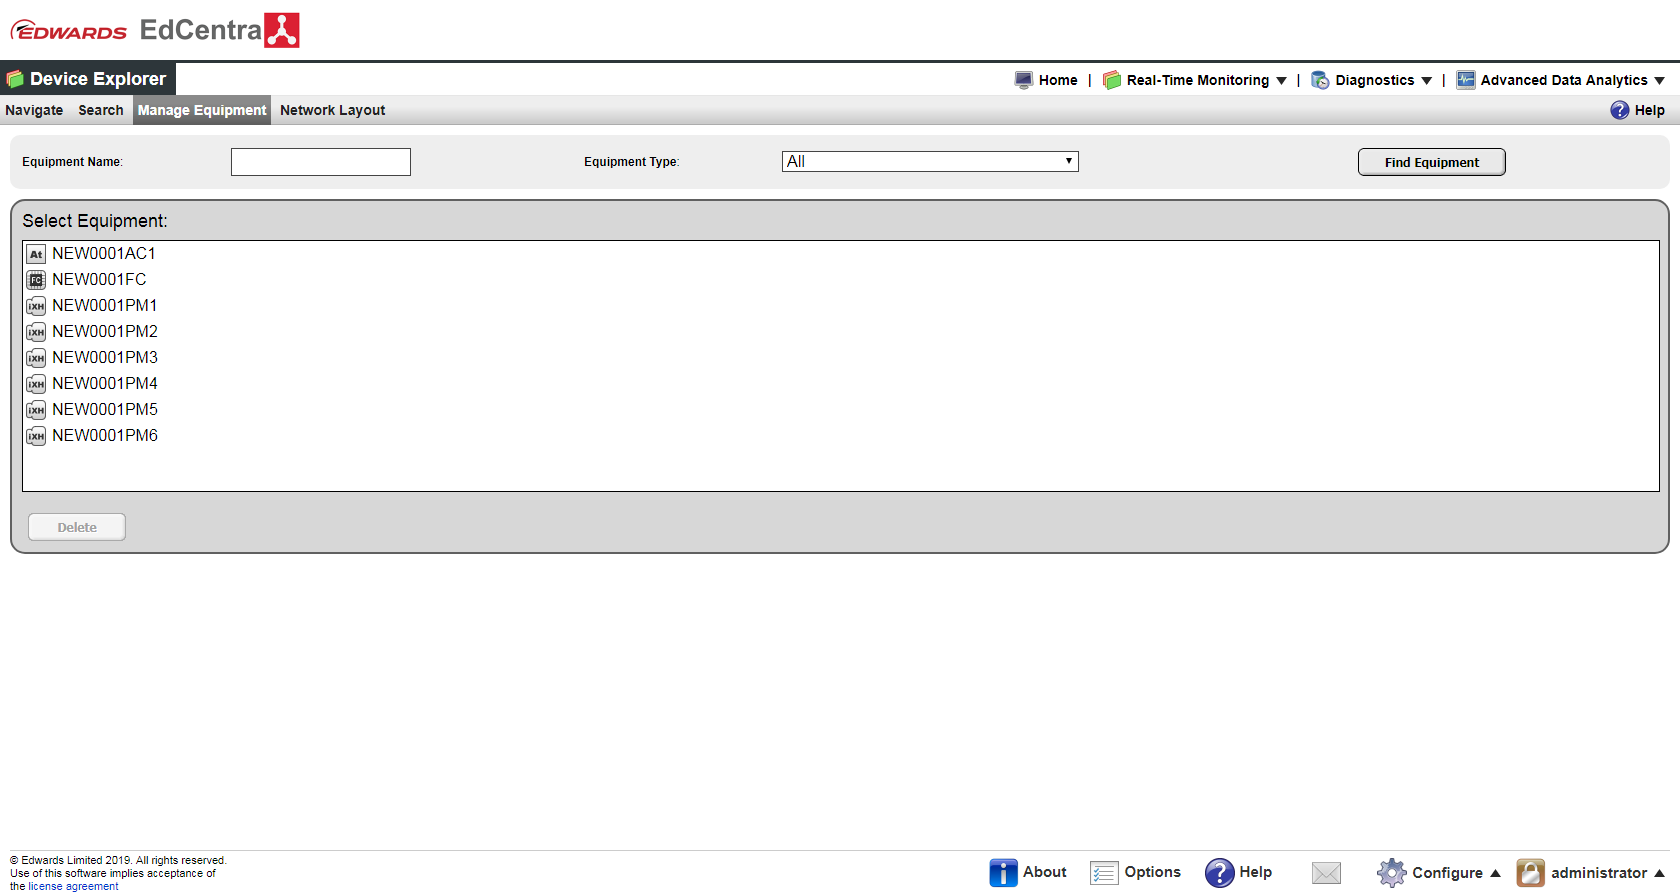 EDWARDS EdCentra
Device Explorer
Home | Real-Time Monitoring ▼ | Diagnostics ▼ | Advanced Data Analytics ▼
Navigate Search Manage Equipment Network Layout
? Help
Equipment Name:
Equipment Type: All ▼
Find Equipment
Select Equipment:
At NEW0001AC1
FC NEW0001FC
iXH NEW0001PM1
iXH NEW0001PM2
iXH NEW0001PM3
iXH NEW0001PM4
iXH NEW0001PM5
iXH NEW0001PM6
Delete
© Edwards Limited 2019. All rights reserved.
Use of this software implies acceptance of
the license agreement
i About Options ? Help Configure ▲ administrator ▲